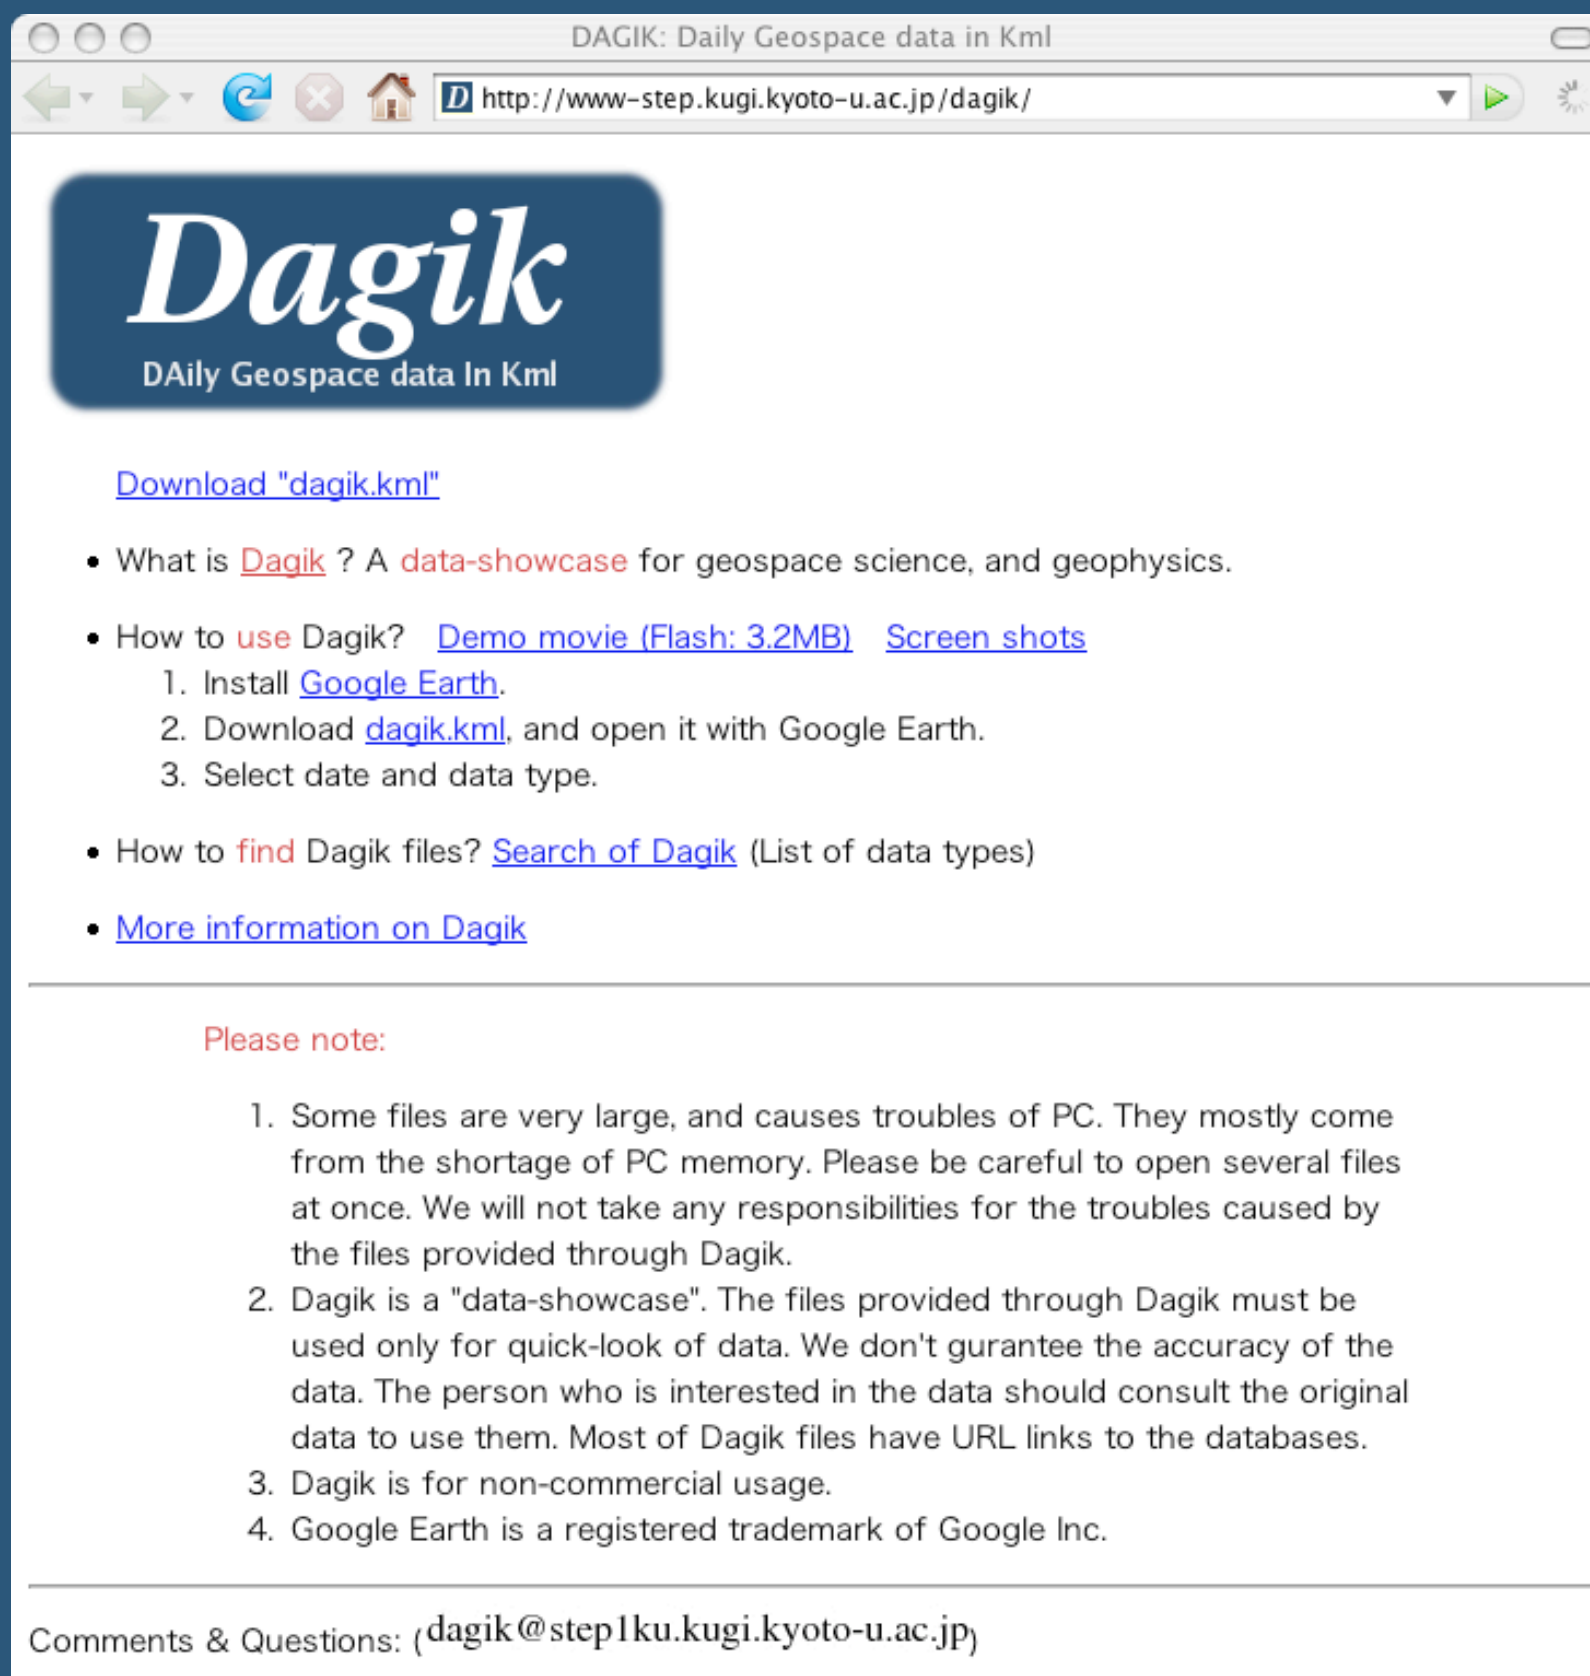 DAGIK: Daily Geospace data in Kml
D http://www-step.kugi.kyoto-u.ac.jp/dagik/
Dagik
DAily Geospace data In Kml
Download "dagik.kml"
• What is Dagik ? A data-showcase for geospace science, and geophysics.
• How to use Dagik? Demo movie (Flash: 3.2MB) Screen shots
1. Install Google Earth.
2. Download dagik.kml, and open it with Google Earth.
3. Select date and data type.
• How to find Dagik files? Search of Dagik (List of data types)
• More information on Dagik
Please note:
1. Some files are very large, and causes troubles of PC. They mostly come
from the shortage of PC memory. Please be careful to open several files
at once. We will not take any responsibilities for the troubles caused by
the files provided through Dagik.
2. Dagik is a "data-showcase". The files provided through Dagik must be
used only for quick-look of data. We don't gurantee the accuracy of the
data. The person who is interested in the data should consult the original
data to use them. Most of Dagik files have URL links to the databases.
3. Dagik is for non-commercial usage.
4. Google Earth is a registered trademark of Google Inc.
Comments & Questions: (dagik@step1ku.kugi.kyoto-u.ac.jp)